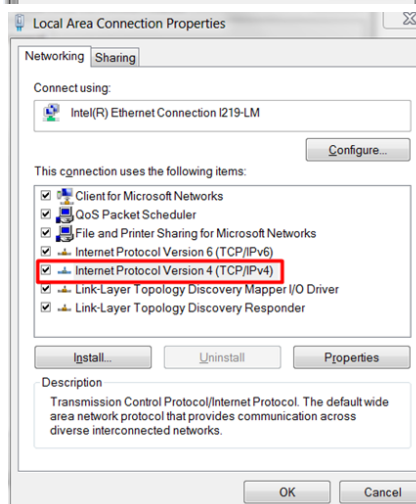 Local Area Connection Properties
Networking Sharing
Connect using:
Intel(R) Ethernet Connection I219-LM
Configure...
This connection uses the following items:
Client for Microsoft Networks
QoS Packet Scheduler
File and Printer Sharing for Microsoft Networks
Internet Protocol Version 6 (TCP/IPv6)
Internet Protocol Version 4 (TCP/IPv4)
Link-Layer Topology Discovery Mapper I/O Driver
Link-Layer Topology Discovery Responder
Install... Uninstall Properties
Description
Transmission Control Protocol/Internet Protocol. The default wide
area network protocol that provides communication across
diverse interconnected networks.
OK Cancel